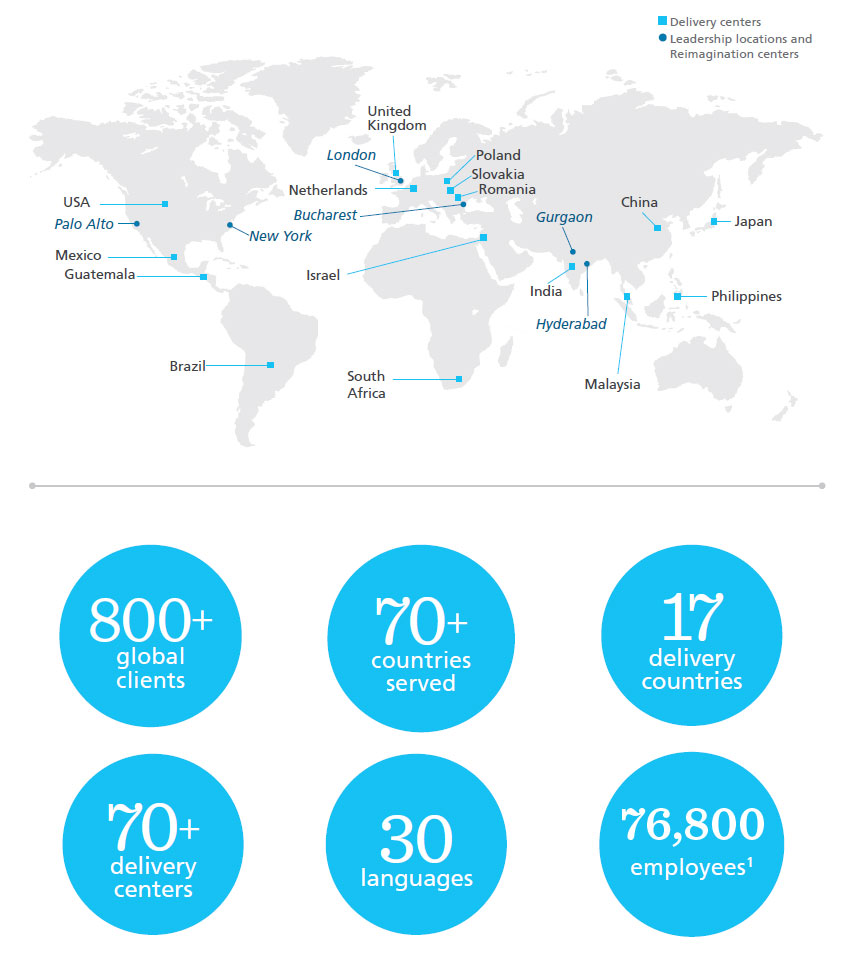 Delivery centers
Leadership locations and
Reimagination centers
United
Kingdom
London
Poland
Slovakia
Netherlands
Romania
USA
Bucharest
Gurgaon
China
Palo Alto
New York
Japan
Mexico
Guatemala
Israel
India
Philippines
Hyderabad
Brazil
South
Africa
Malaysia
800+
global
clients
70+
countries
served
17
delivery
countries
70+
delivery
centers
30
languages
76,800
employees¹